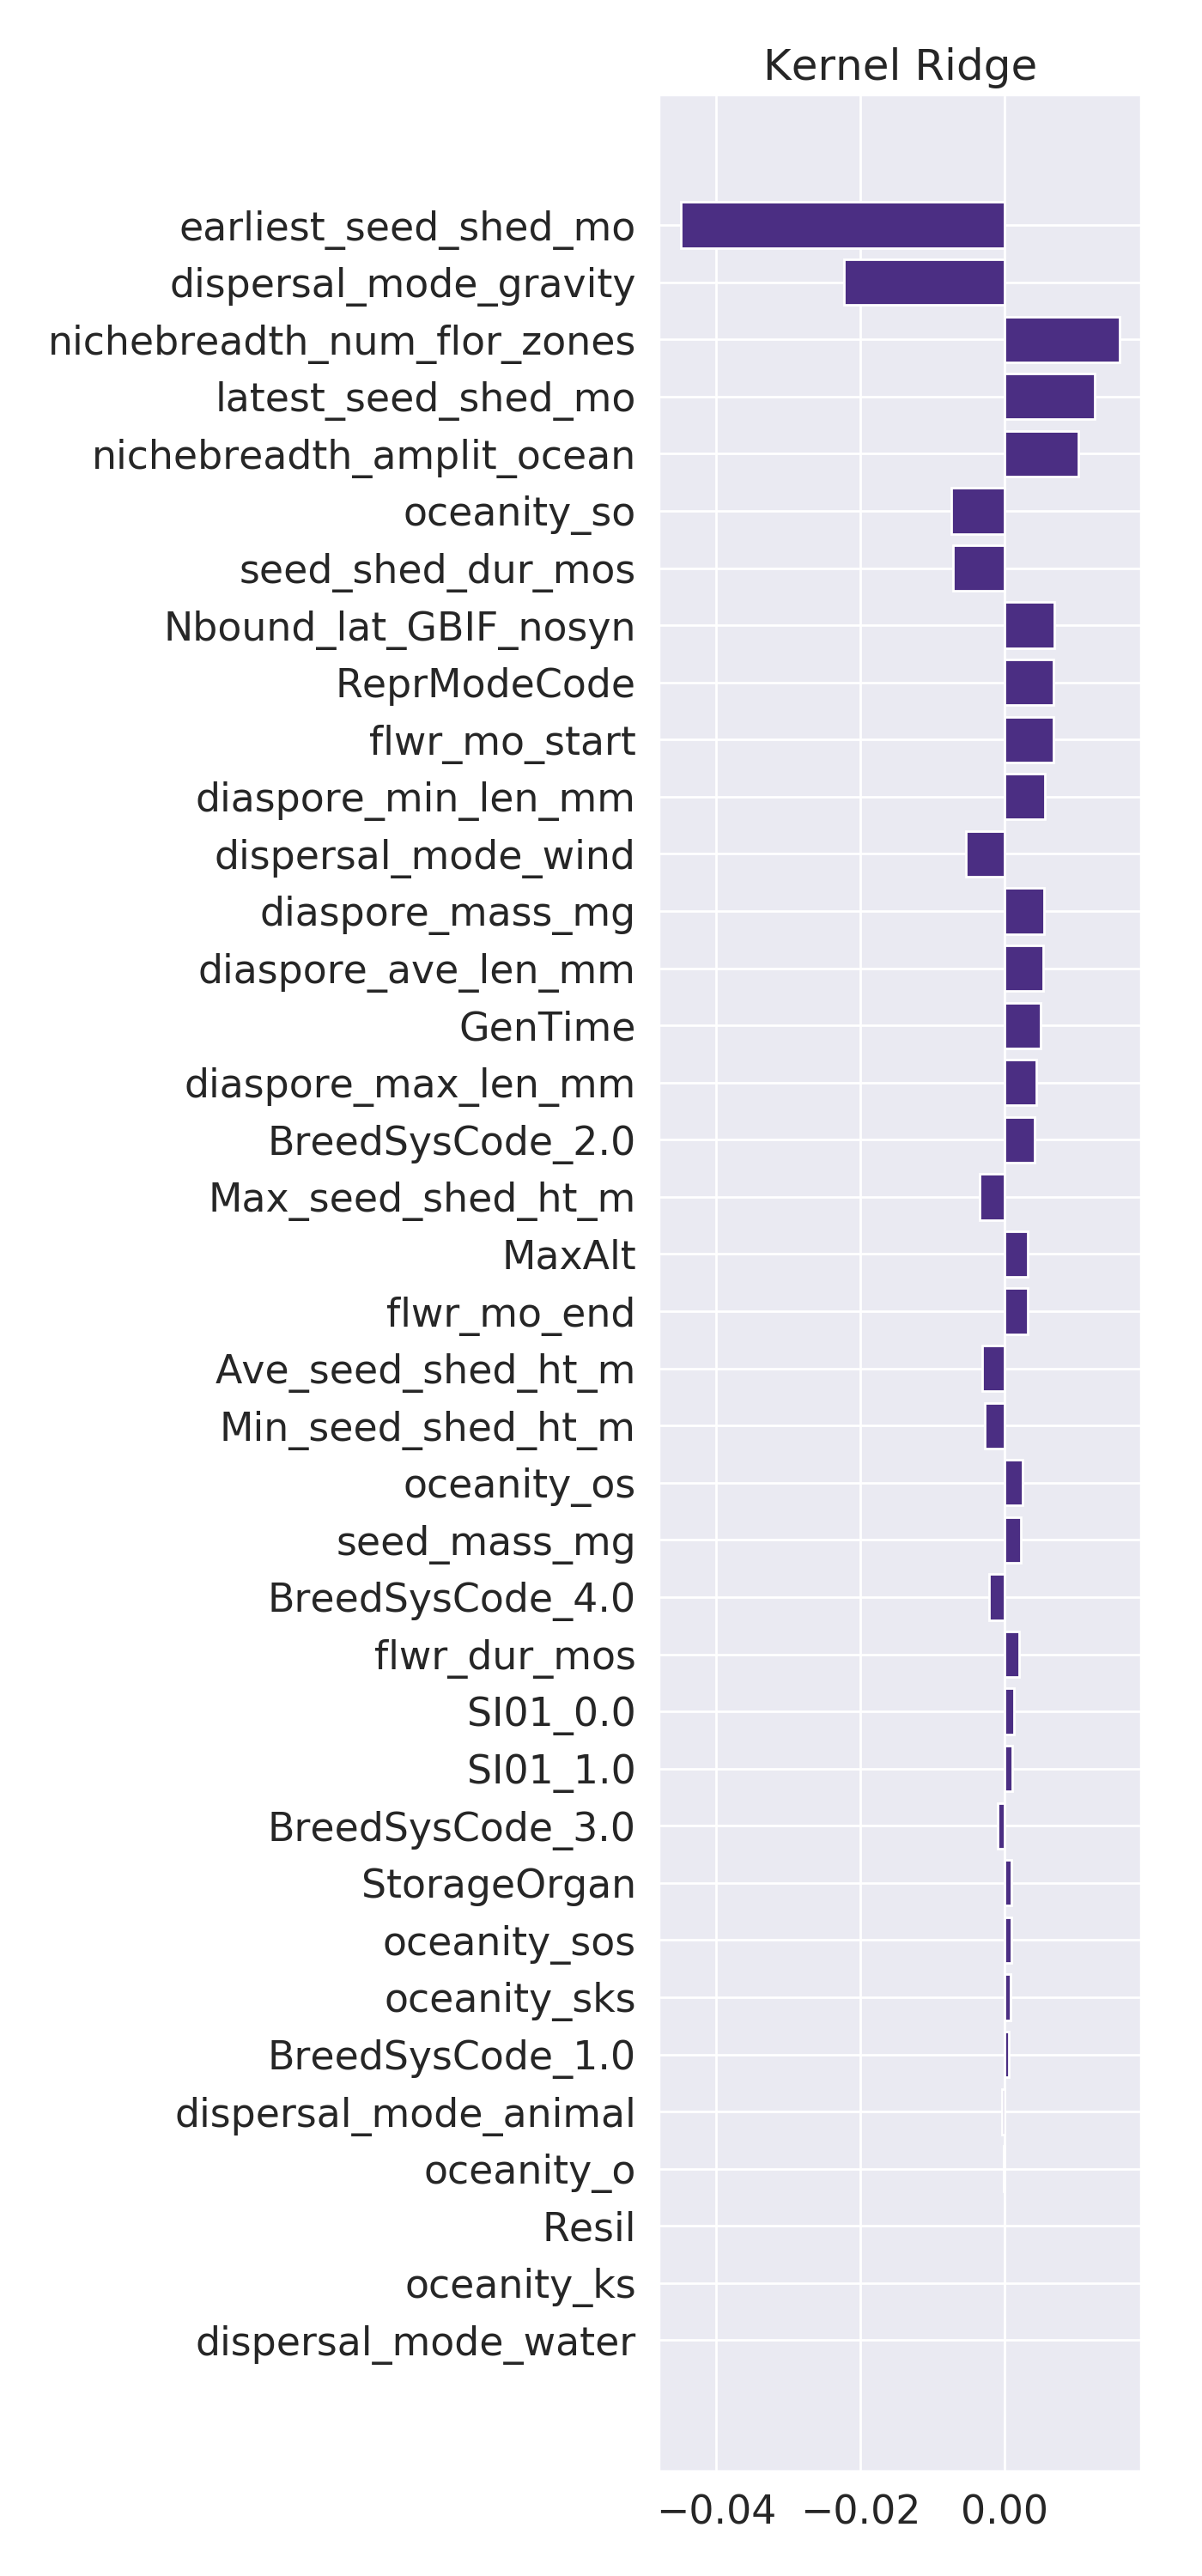 Kernel Ridge
earliest_seed_shed_mo
dispersal_mode_gravity
nichebreadth_num_flor_zones
latest_seed_shed_mo
nichebreadth_amplit_ocean
oceanity_so
seed_shed_dur_mos
Nbound_lat_GBIF_nosyn
ReprModeCode
flwr_mo_start
diaspore_min_len_mm
dispersal_mode_wind
diaspore_mass_mg
diaspore_ave_len_mm
GenTime
diaspore_max_len_mm
BreedSysCode_2.0
Max_seed_shed_ht_m
MaxAlt
flwr_mo_end
Ave_seed_shed_ht_m
Min_seed_shed_ht_m
oceanity_os
seed_mass_mg
BreedSysCode_4.0
flwr_dur_mos
SI01_0.0
SI01_1.0
BreedSysCode_3.0
StorageOrgan
oceanity_sos
oceanity_sks
BreedSysCode_1.0
dispersal_mode_animal
oceanity_o
Resil
oceanity_ks
dispersal_mode_water
−0.04 −0.02 0.00